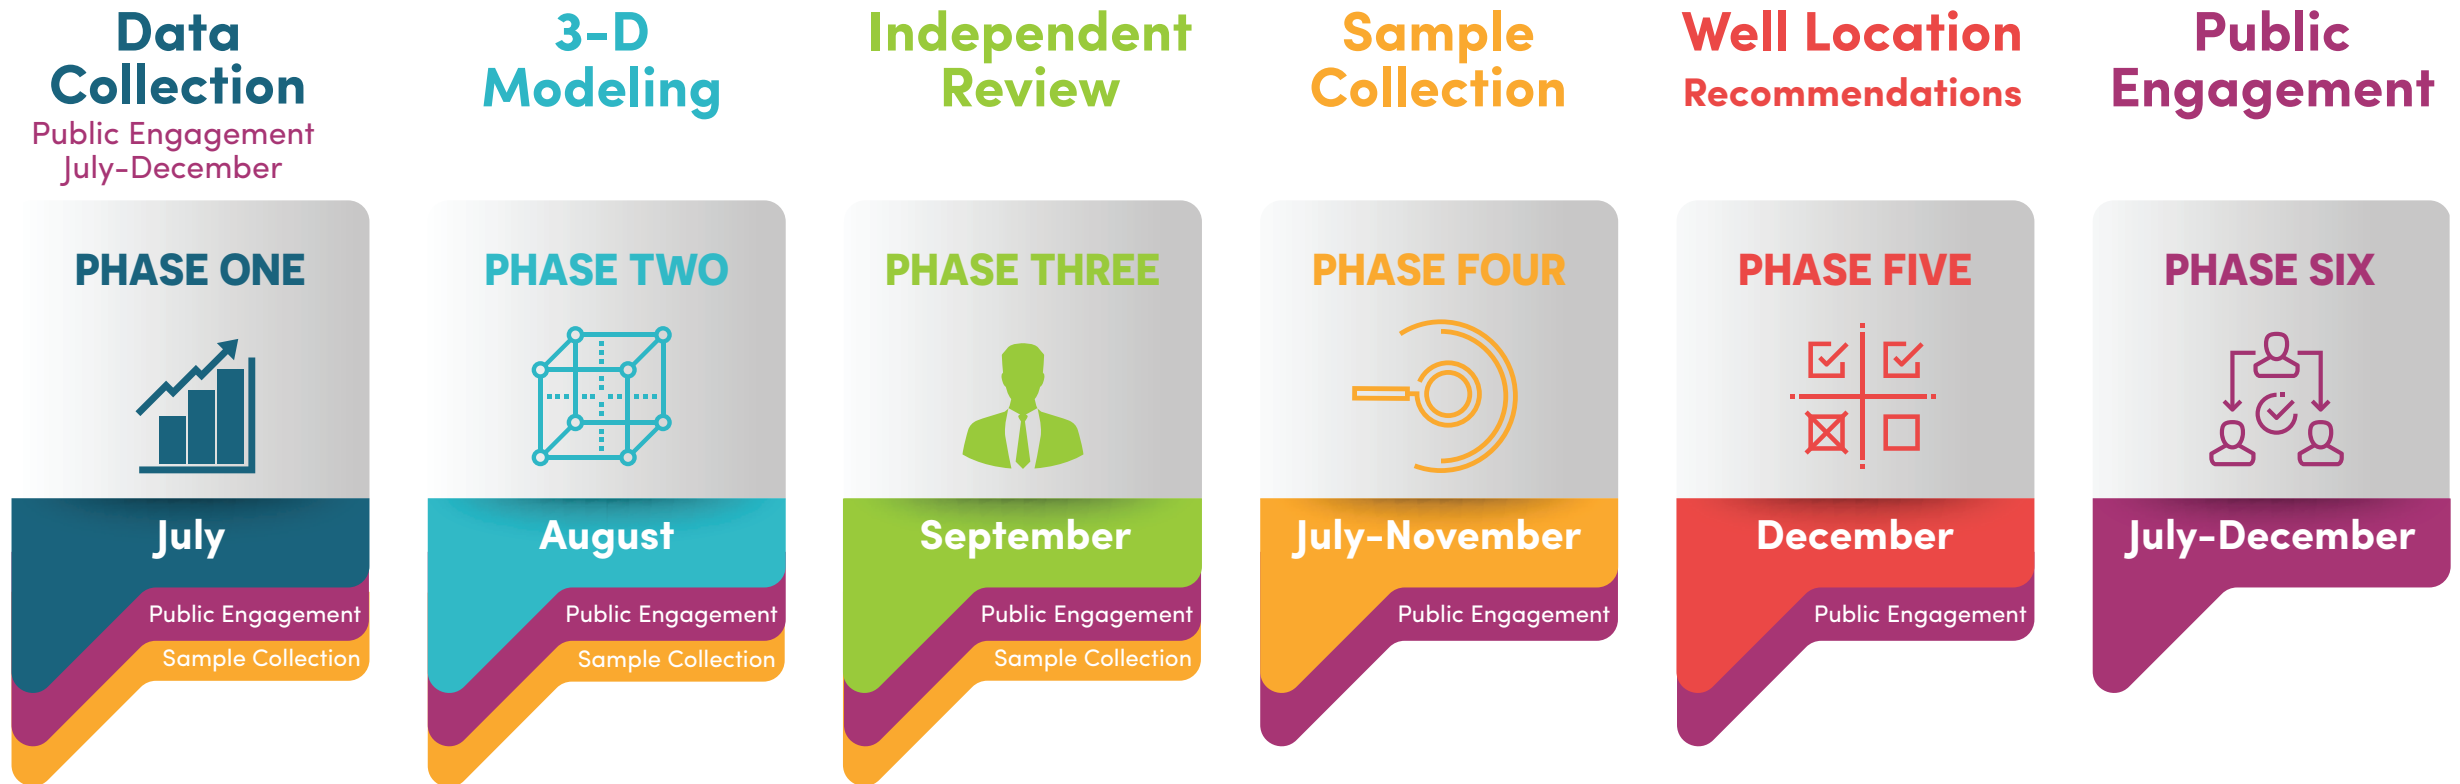 Data
Collection
Public Engagement
July-December
PHASE ONE
July
Public Engagement
Sample Collection
3-D
Modeling
PHASE TWO
August
Public Engagement
Sample Collection
Independent
Review
PHASE THREE
September
Public Engagement
Sample Collection
Sample
Collection
PHASE FOUR
July-November
Public Engagement
Well Location
Recommendations
PHASE FIVE
December
Public Engagement
Public
Engagement
PHASE SIX
July-December